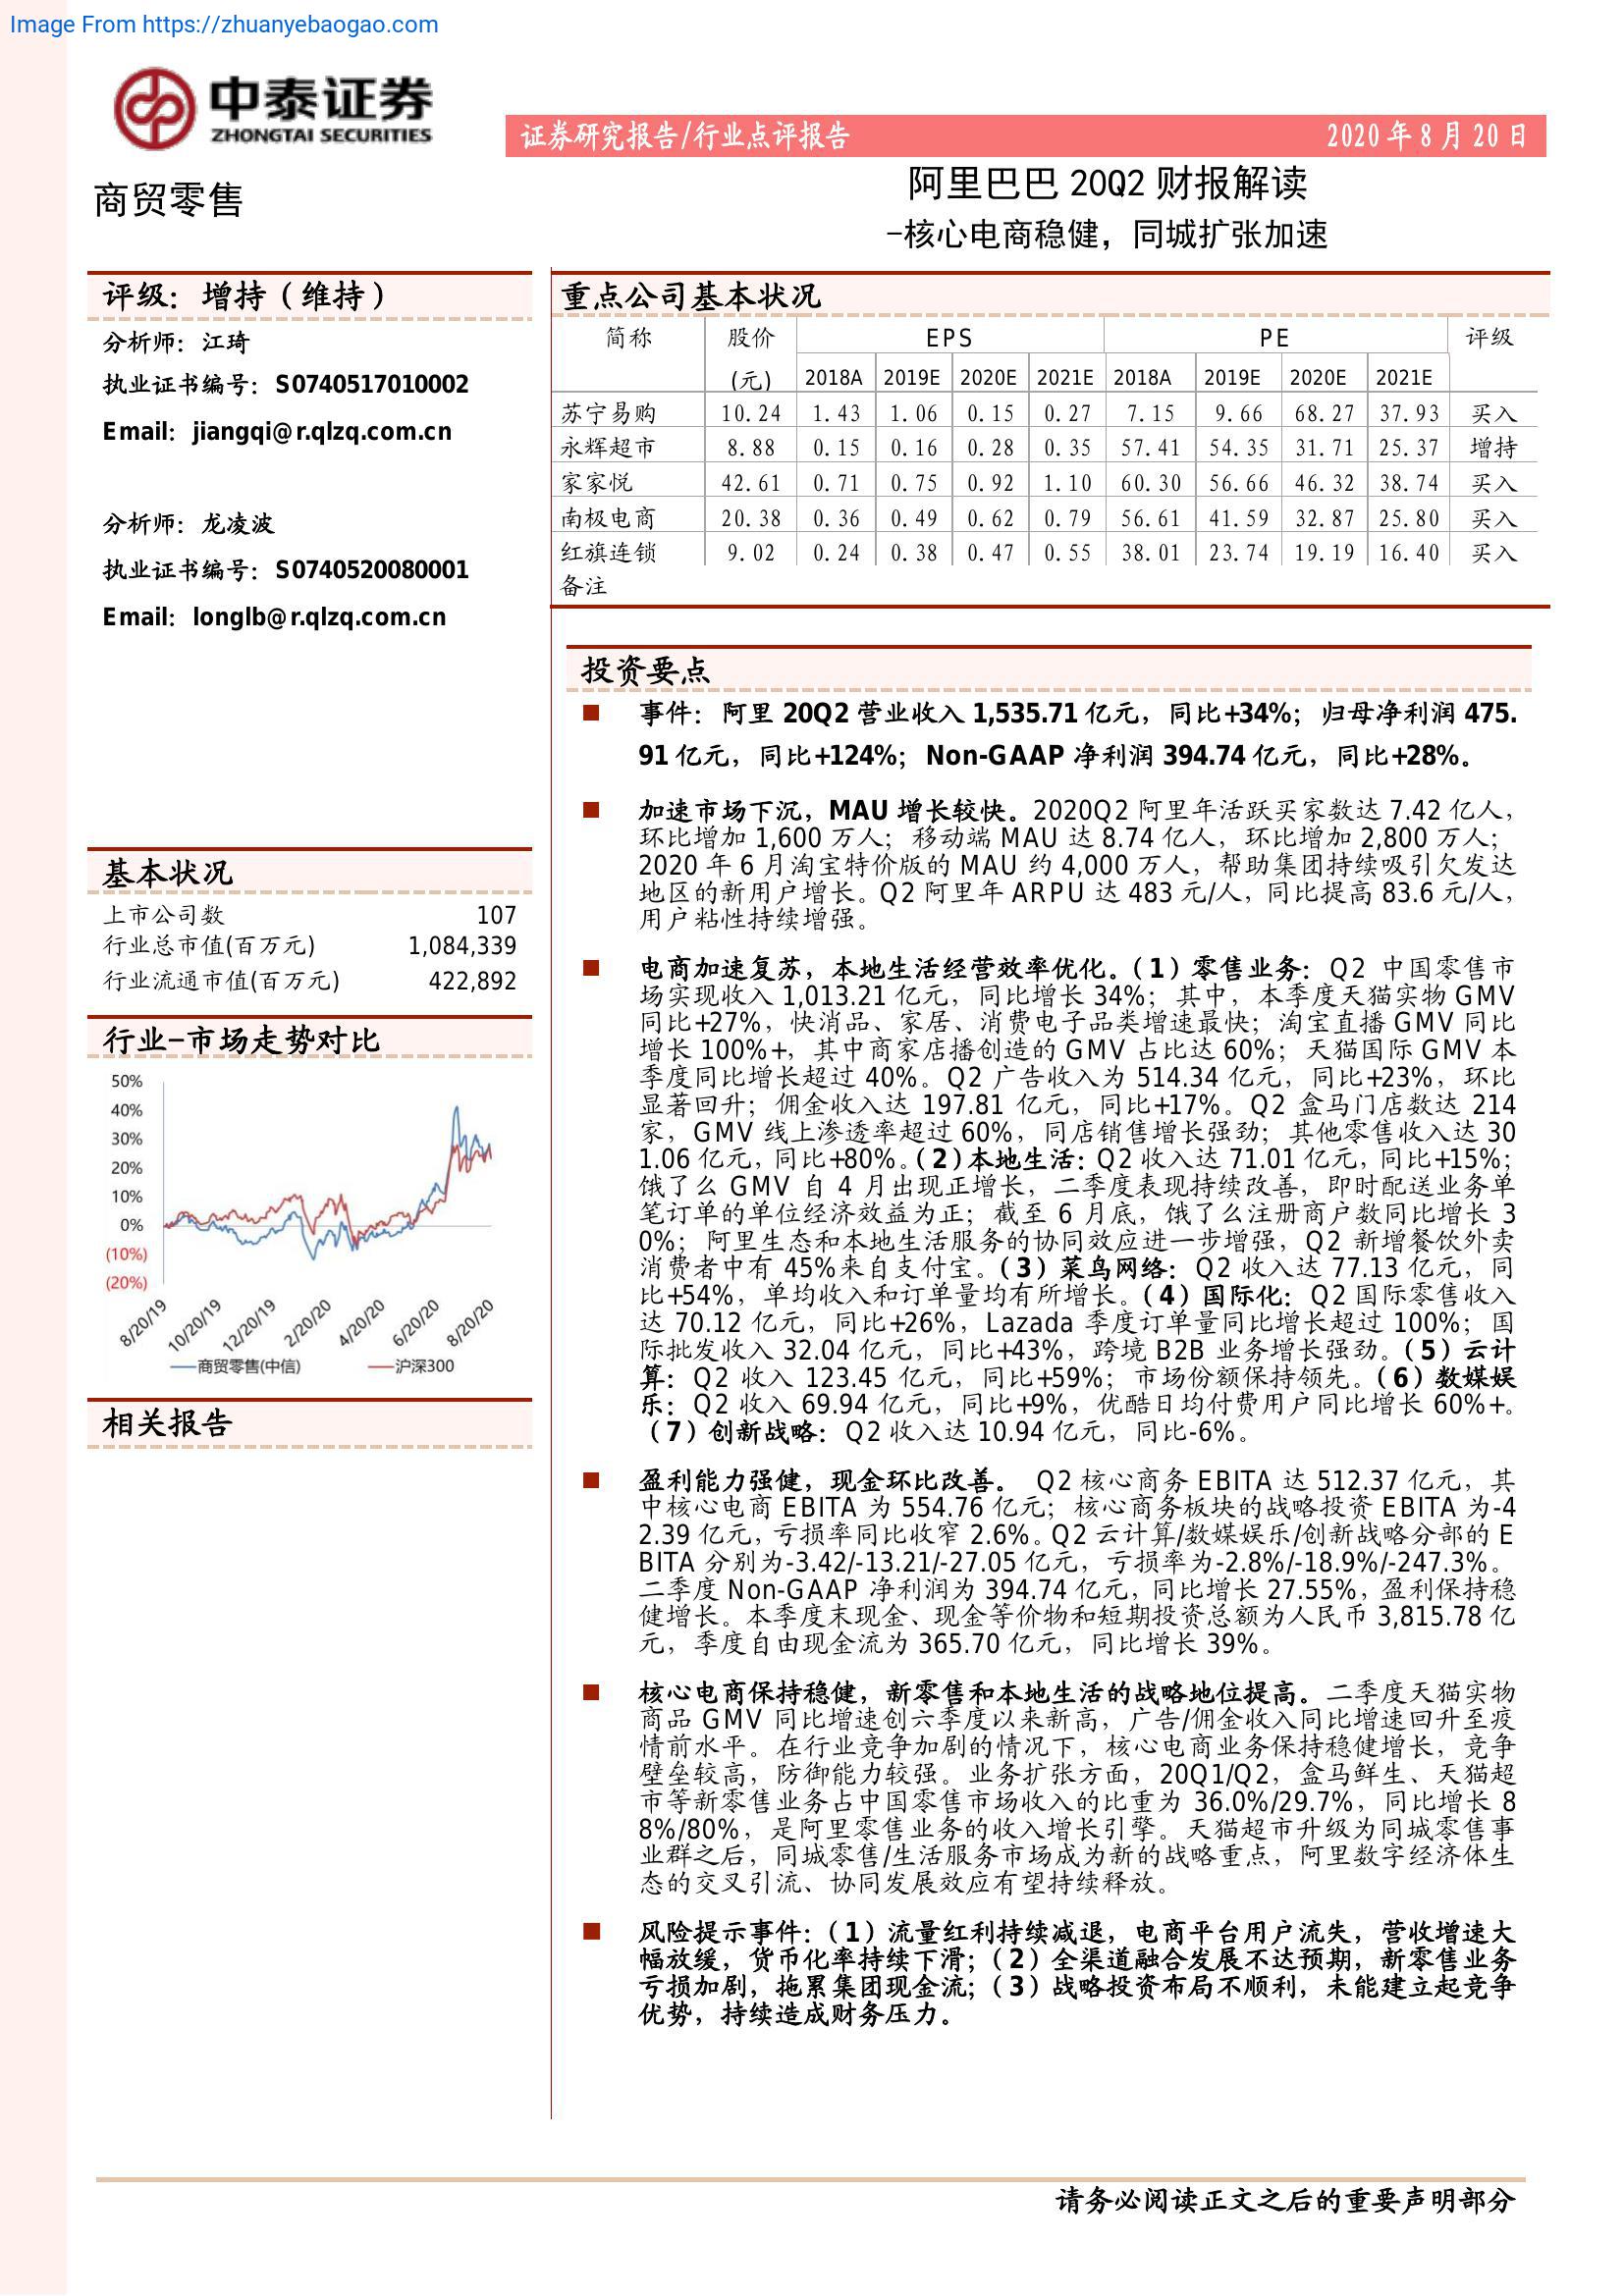 Image From https://zhuanyebaogao.com
中泰证券
ZHONGTAI SECURITIES
证券研究报告/行业点评报告 2020年8月20日
商贸零售
阿里巴巴 20Q2 财报解读
-核心电商稳健，同城扩张加速
评级：增持（维持）
分析师：江琦
执业证书编号：S0740517010002
Email：jiangqi@r.qlzq.com.cn
分析师：龙凌波
执业证书编号：S0740520080001
Email：longlb@r.qlzq.com.cn
基本状况
上市公司数 107
行业总市值(百万元) 1,084,339
行业流通市值(百万元) 422,892
行业-市场走势对比
50%
40%
30%
20%
10%
0%
(10%)
(20%)
8/20/19 10/20/19 12/20/19 2/20/20 4/20/20 6/20/20 8/20/20
商贸零售(中信) 沪深300
相关报告
重点公司基本状况
简称 股价 EPS PE 评级
(元) 2018A 2019E 2020E 2021E 2018A 2019E 2020E 2021E
苏宁易购 10.24 1.43 1.06 0.15 0.27 7.15 9.66 68.27 37.93 买入
永辉超市 8.88 0.15 0.16 0.28 0.35 57.41 54.35 31.71 25.37 增持
家家悦 42.61 0.71 0.75 0.92 1.10 60.30 56.66 46.32 38.74 买入
南极电商 20.38 0.36 0.49 0.62 0.79 56.61 41.59 32.87 25.80 买入
红旗连锁 9.02 0.24 0.38 0.47 0.55 38.01 23.74 19.19 16.40 买入
备注
投资要点
事件：阿里 20Q2 营业收入 1,535.71 亿元，同比+34%；归母净利润 475.
91 亿元，同比+124%；Non-GAAP 净利润 394.74 亿元，同比+28%。
加速市场下沉，MAU 增长较快。2020Q2 阿里年活跃买家数达 7.42 亿人，
环比增加 1,600 万人；移动端 MAU 达 8.74 亿人，环比增加 2,800 万人；
2020 年 6 月淘宝特价版的 MAU 约 4,000 万人，帮助集团持续吸引欠发达
地区的新用户增长。Q2 阿里年 ARPU 达 483 元/人，同比提高 83.6 元/人，
用户粘性持续增强。
电商加速复苏，本地生活经营效率优化。（1）零售业务：Q2 中国零售市
场实现收入 1,013.21 亿元，同比增长 34%；其中，本季度天猫实物 GMV
同比+27%，快消品、家居、消费电子品类增速最快；淘宝直播 GMV 同比
增长 100%+，其中商家店播创造的 GMV 占比达 60%；天猫国际 GMV 本
季度同比增长超过 40%。Q2 广告收入为 514.34 亿元，同比+23%，环比
显著回升；佣金收入达 197.81 亿元，同比+17%。Q2 盒马门店数达 214
家，GMV 线上渗透率超过 60%，同店销售增长强劲；其他零售收入达 30
1.06 亿元，同比+80%。（2）本地生活：Q2 收入达 71.01 亿元，同比+15%；
饿了么 GMV 自 4 月出现正增长，二季度表现持续改善，即时配送业务单
笔订单的单位经济效益为正；截至 6 月底，饿了么注册商户数同比增长 3
0%；阿里生态和本地生活服务的协同效应进一步增强，Q2 新增餐饮外卖
消费者中有 45%来自支付宝。（3）菜鸟网络：Q2 收入达 77.13 亿元，同
比+54%，单均收入和订单量均有所增长。（4）国际化：Q2 国际零售收入
达 70.12 亿元，同比+26%，Lazada 季度订单量同比增长超过 100%；国
际批发收入 32.04 亿元，同比+43%，跨境 B2B 业务增长强劲。（5）云计
算：Q2 收入 123.45 亿元，同比+59%；市场份额保持领先。（6）数媒娱
乐：Q2 收入 69.94 亿元，同比+9%，优酷日均付费用户同比增长 60%+。
（7）创新战略：Q2 收入达 10.94 亿元，同比-6%。
盈利能力强健，现金环比改善。 Q2 核心商务 EBITA 达 512.37 亿元，其
中核心电商 EBITA 为 554.76 亿元；核心商务板块的战略投资 EBITA 为-4
2.39 亿元，亏损率同比收窄 2.6%。Q2 云计算/数媒娱乐/创新战略分部的 E
BITA 分别为-3.42/-13.21/-27.05 亿元，亏损率为-2.8%/-18.9%/-247.3%。
二季度 Non-GAAP 净利润为 394.74 亿元，同比增长 27.55%，盈利保持稳
健增长。本季度末现金、现金等价物和短期投资总额为人民币 3,815.78 亿
元，季度自由现金流为 365.70 亿元，同比增长 39%。
核心电商保持稳健，新零售和本地生活的战略地位提高。二季度天猫实物
商品 GMV 同比增速创六季度以来新高，广告/佣金收入同比增速回升至疫
情前水平。在行业竞争加剧的情况下，核心电商业务保持稳健增长，竞争
壁垒较高，防御能力较强。业务扩张方面，20Q1/Q2，盒马鲜生、天猫超
市等新零售业务占中国零售市场收入的比重为 36.0%/29.7%，同比增长 8
8%/80%，是阿里零售业务的收入增长引擎。天猫超市升级为同城零售事
业群之后，同城零售/生活服务市场成为新的战略重点，阿里数字经济体生
态的交叉引流、协同发展效应有望持续释放。
风险提示事件：（1）流量红利持续减退，电商平台用户流失，营收增速大
幅放缓，货币化率持续下滑；（2）全渠道融合发展不达预期，新零售业务
亏损加剧，拖累集团现金流；（3）战略投资布局不顺利，未能建立起竞争
优势，持续造成财务压力。
请务必阅读正文之后的重要声明部分